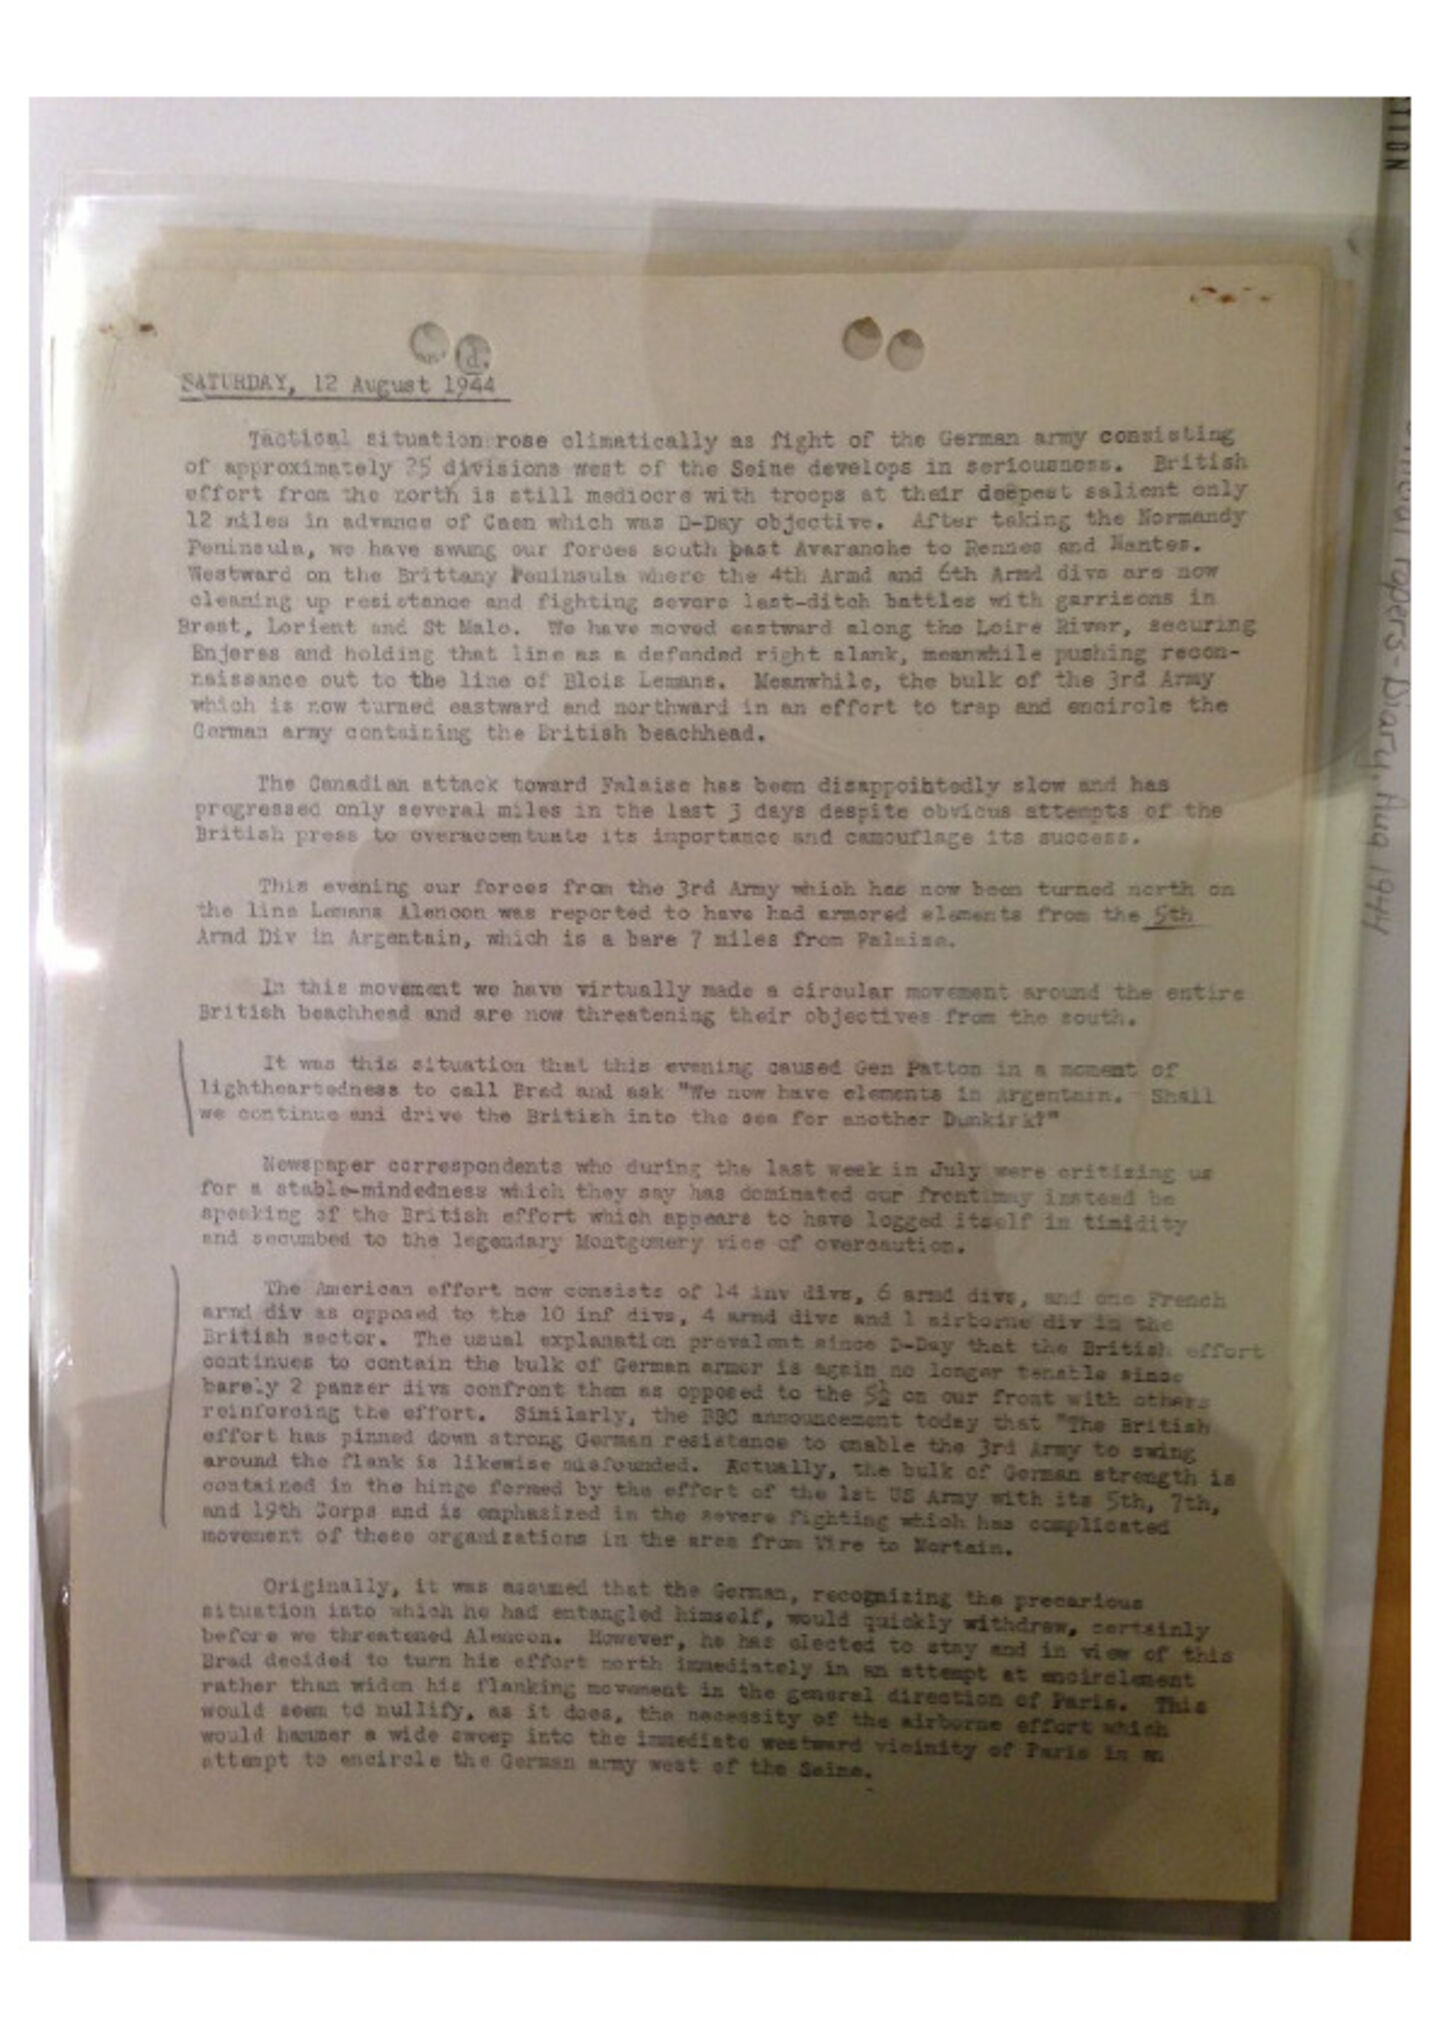 SATURDAY, 12 August 1944
Tactical situation rose climatically as fight of the German army consisting
of approximately 25 divisions west of the Seine develops in seriousness. British
effort from the north is still mediocre with troops at their deepest salient only
12 miles in advance of Caen which was D-Day objective. After taking the Normandy
Peninsula, we have swung our forces south past Avaranche to Rennes and Nantes.
Westward on the Brittany Peninsula where the 4th Armd and 6th Armd divs are now
cleaning up resistance and fighting severe last-ditch battles with garrisons in
Brest, Lorient and St Malo. We have moved eastward along the Loire River, securing
Enjeres and holding that line as a defended right alank, meanwhile pushing recon-
naissance out to the line of Blois Lemans. Meanwhile, the bulk of the 3rd Army
which is now turned eastward and northward in an effort to trap and encircle the
German army containing the British beachhead.
The Canadian attack toward Falaise has been disappointedly slow and has
progressed only several miles in the last 3 days despite obvious attempts of the
British press to overaccentuate its importance and camouflage its success.
This evening our forces from the 3rd Army which has now been turned north on
the line Lemans Alencon was reported to have had armored elements from the 5th
Armd Div in Argentain, which is a bare 7 miles from Falaise.
In this movement we have virtually made a circular movement around the entire
British beachhead and are now threatening their objectives from the south.
It was this situation that this evening caused Gen Patton in a moment of
lightheartedness to call Brad and ask "We now have elements in Argentain. Shall
we continue and drive the British into the sea for another Dunkirk?"
Newspaper correspondents who during the last week in July were critizing us
for a stable-mindedness which they say has dominated our front may instead be
speaking of the British effort which appears to have logged itself in timidity
and secumbed to the legendary Montgomery vice of overcaution.
The American effort now consists of 14 inv divs, 6 armd divs, and one French
armd div as opposed to the 10 inf divs, 4 armd divs and 1 airborne div in the
British sector. The usual explanation prevalent since D-Day that the British effort
continues to contain the bulk of German armor is again no longer tenable since
barely 2 panzer divs confront them as opposed to the 5½ on our front with others
reinforcing the effort. Similarly, the BBC announcement today that "The British
effort has pinned down strong German resistance to enable the 3rd Army to swing
around the flank is likewise misfounded. Actually, the bulk of German strength is
contained in the hinge formed by the effort of the 1st US Army with its 5th, 7th,
and 19th Corps and is emphasized in the severe fighting which has complicated
movement of these organizations in the area from Vire to Mortain.
Originally, it was assumed that the German, recognizing the precarious
situation into which he had entangled himself, would quickly withdraw, certainly
before we threatened Alencon. However, he has elected to stay and in view of this
Brad decided to turn his effort north immediately in an attempt at encirclement
rather than widen his flanking movement in the general direction of Paris. This
would seem to nullify, as it does, the necessity of the airborne effort which
would hammer a wide sweep into the immediate westward vicinity of Paris in an
attempt to encircle the German army west of the Seine.
Papers-Diary, Aug 1944